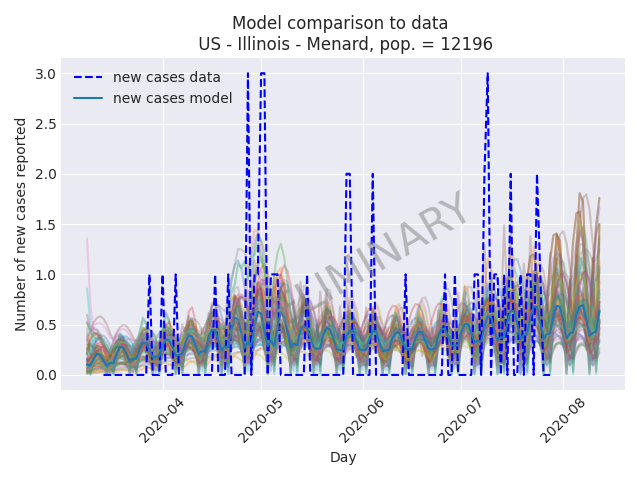 Model comparison to data
US - Illinois - Menard, pop. = 12196
new cases data
new cases model
Number of new cases reported
3.0
2.5
2.0
1.5
1.0
0.5
0.0
2020-04
2020-05
2020-06
2020-07
2020-08
Day